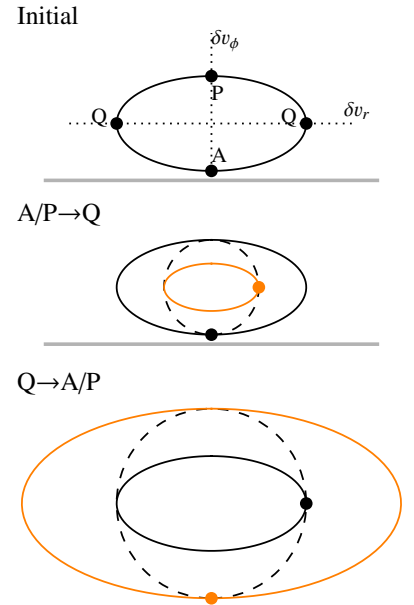 Initial
δv_ϕ
P
Q
Q
δv_r
A
A/P→Q
Q→A/P